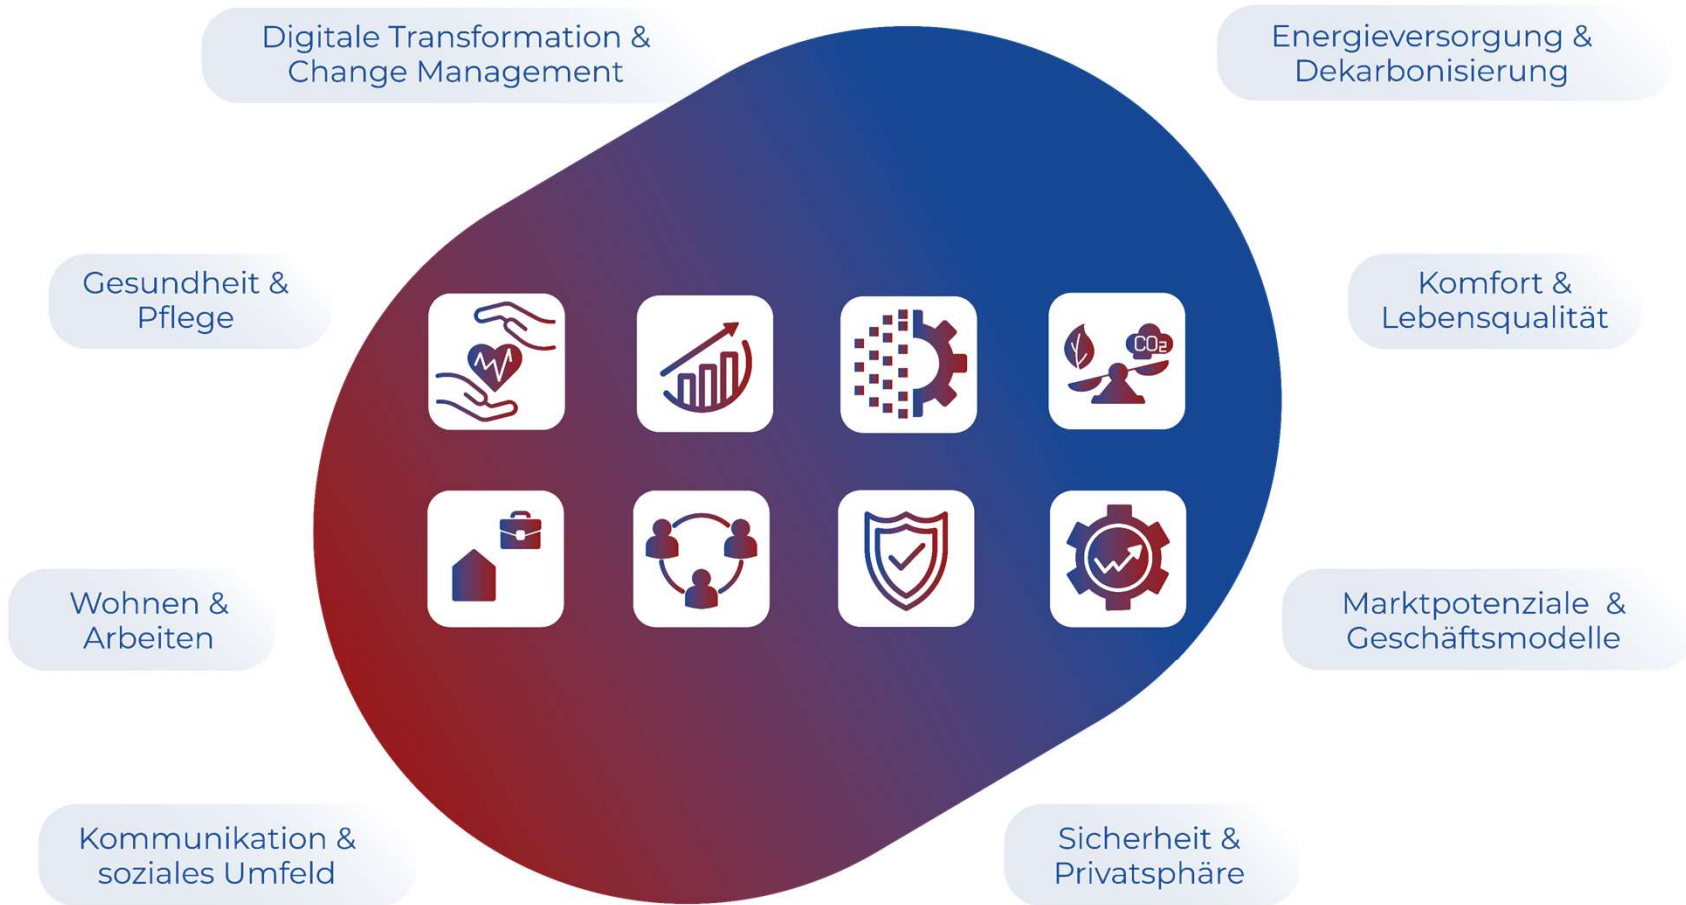 Digitale Transformation &
Change Management
Energieversorgung &
Dekarbonisierung
Gesundheit &
Pflege
Komfort &
Lebensqualität
CO₂
Wohnen &
Arbeiten
Marktpotenziale &
Geschäftsmodelle
Kommunikation &
soziales Umfeld
Sicherheit &
Privatsphäre